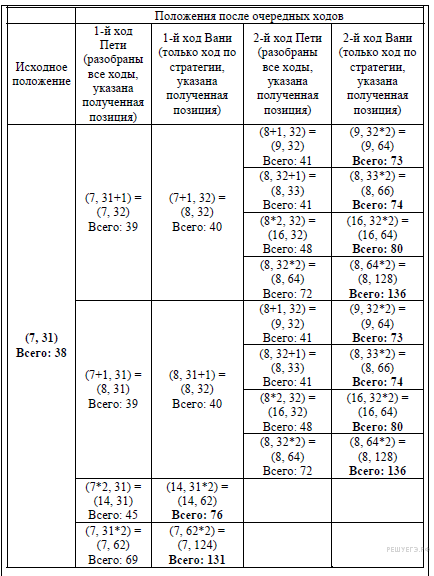 Положения после очередных ходов
Исходное
положение
1-й ход
Пети
(разобраны
все ходы,
указана
полученная
позиция)
1-й ход Вани
(только ход по
стратегии,
указана
полученная
позиция)
2-й ход Пети
(разобраны
все ходы,
указана
полученная
позиция)
2-й ход Вани
(только ход по
стратегии,
указана
полученная
позиция)
(7, 31)
Всего: 38
(7, 31+1) =
(7, 32)
Всего: 39
(7+1, 32) =
(8, 32)
Всего: 40
(8+1, 32) =
(9, 32)
Всего: 41
(9, 32*2) =
(9, 64)
Всего: 73
(8, 32+1) =
(8, 33)
Всего: 41
(8, 33*2) =
(8, 66)
Всего: 74
(8*2, 32) =
(16, 32)
Всего: 48
(16, 32*2) =
(16, 64)
Всего: 80
(8, 32*2) =
(8, 64)
Всего: 72
(8, 64*2) =
(8, 128)
Всего: 136
(7+1, 31) =
(8, 31)
Всего: 39
(8, 31+1) =
(8, 32)
Всего: 40
(8+1, 32) =
(9, 32)
Всего: 41
(9, 32*2) =
(9, 64)
Всего: 73
(8, 32+1) =
(8, 33)
Всего: 41
(8, 33*2) =
(8, 66)
Всего: 74
(8*2, 32) =
(16, 32)
Всего: 48
(16, 32*2) =
(16, 64)
Всего: 80
(8, 32*2) =
(8, 64)
Всего: 72
(8, 64*2) =
(8, 128)
Всего: 136
(7*2, 31) =
(14, 31)
Всего: 45
(14, 31*2) =
(14, 62)
Всего: 76
(7, 31*2) =
(7, 62)
Всего: 69
(7, 62*2) =
(7, 124)
Всего: 131
РЕШУЕГЭ.РФ